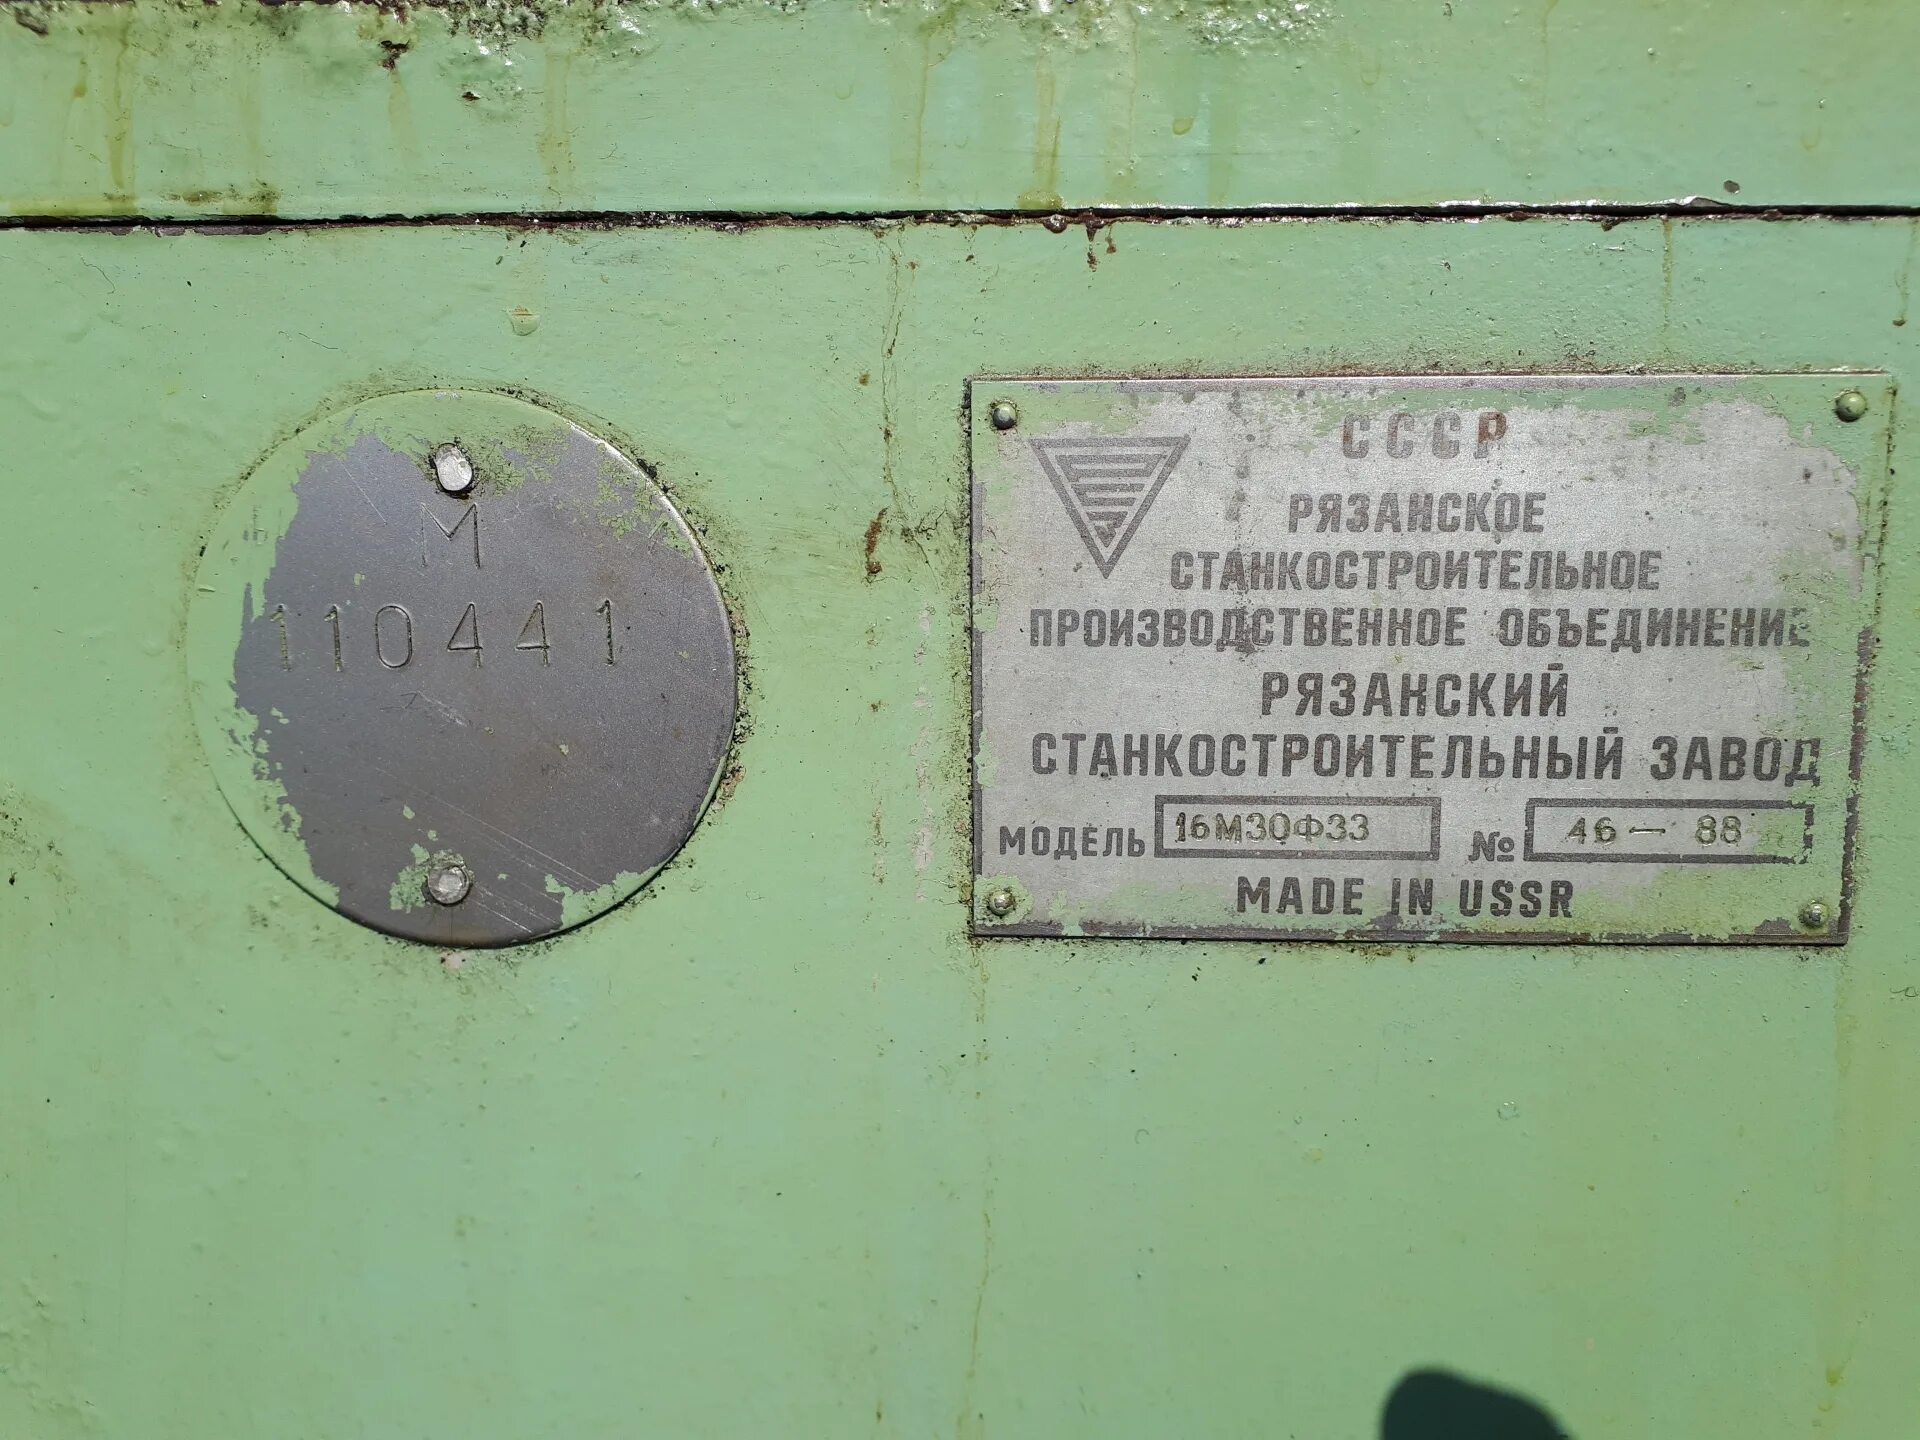 М
110441
СССР
РЯЗАНСКОЕ
СТАНКОСТРОИТЕЛЬНОЕ
ПРОИЗВОДСТВЕННОЕ ОБЪЕДИНЕНИЕ
РЯЗАНСКИЙ
СТАНКОСТРОИТЕЛЬНЫЙ ЗАВОД
МОДЕЛЬ 16М30Ф33 № 46 — 88
MADE IN USSR